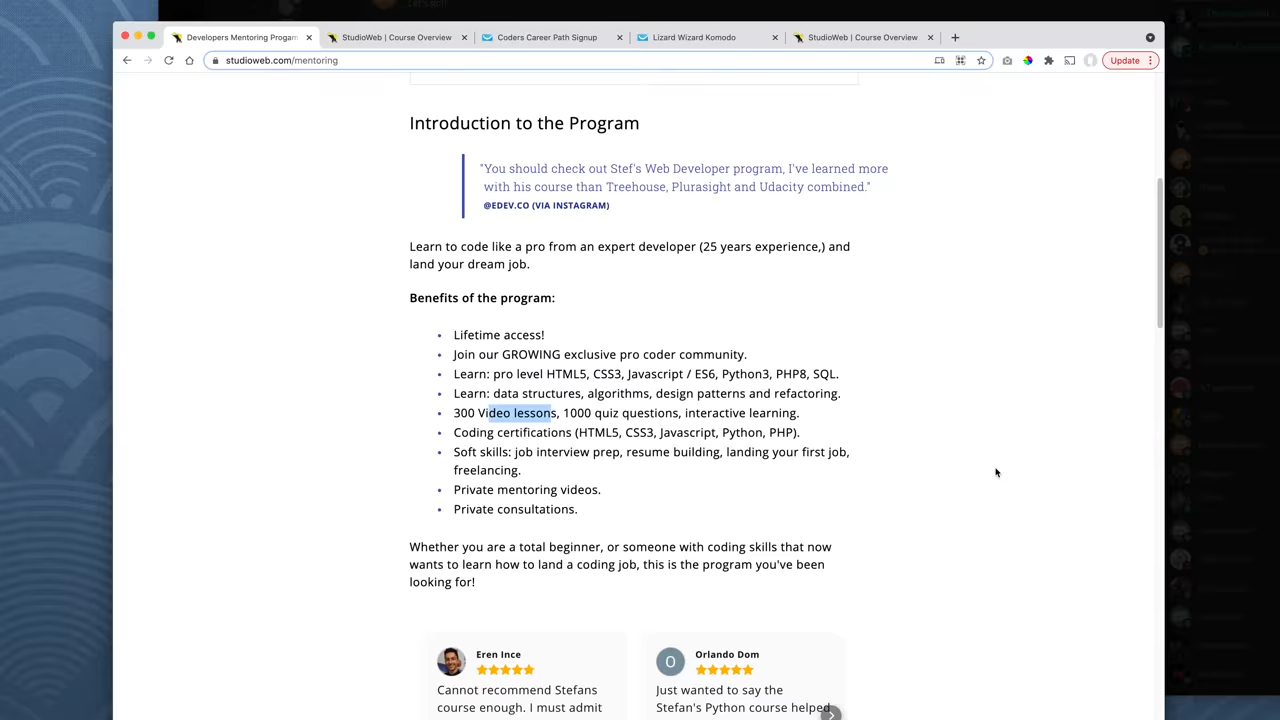 Developers Mentoring Progam
StudioWeb | Course Overview
Coders Career Path Signup
Lizard Wizard Komodo
StudioWeb | Course Overview
studioweb.com/mentoring
Update
Introduction to the Program
"You should check out Stef's Web Developer program, I've learned more
with his course than Treehouse, Plurasight and Udacity combined."
@EDEV.CO (VIA INSTAGRAM)
Learn to code like a pro from an expert developer (25 years experience,) and
land your dream job.
Benefits of the program:
• Lifetime access!
• Join our GROWING exclusive pro coder community.
• Learn: pro level HTML5, CSS3, Javascript / ES6, Python3, PHP8, SQL.
• Learn: data structures, algorithms, design patterns and refactoring.
• 300 Video lessons, 1000 quiz questions, interactive learning.
• Coding certifications (HTML5, CSS3, Javascript, Python, PHP).
• Soft skills: job interview prep, resume building, landing your first job,
freelancing.
• Private mentoring videos.
• Private consultations.
Whether you are a total beginner, or someone with coding skills that now
wants to learn how to land a coding job, this is the program you've been
looking for!
Eren Ince
Cannot recommend Stefans
course enough. I must admit
O
Orlando Dom
Just wanted to say the
Stefan's Python course helped